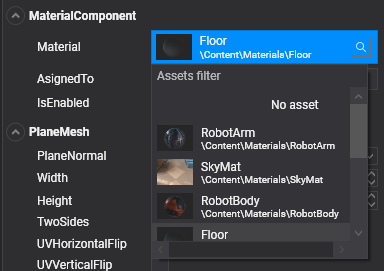 MaterialComponent
Material
Floor
\Content\Materials\Floor
AsignedTo
Assets filter
IsEnabled
No asset
PlaneMesh
RobotArm
\Content\Materials\RobotArm
PlaneNormal
SkyMat
\Content\Materials\SkyMat
Width
Height
RobotBody
\Content\Materials\RobotBody
TwoSides
Floor
UVHorizontalFlip
UVVerticalFlip